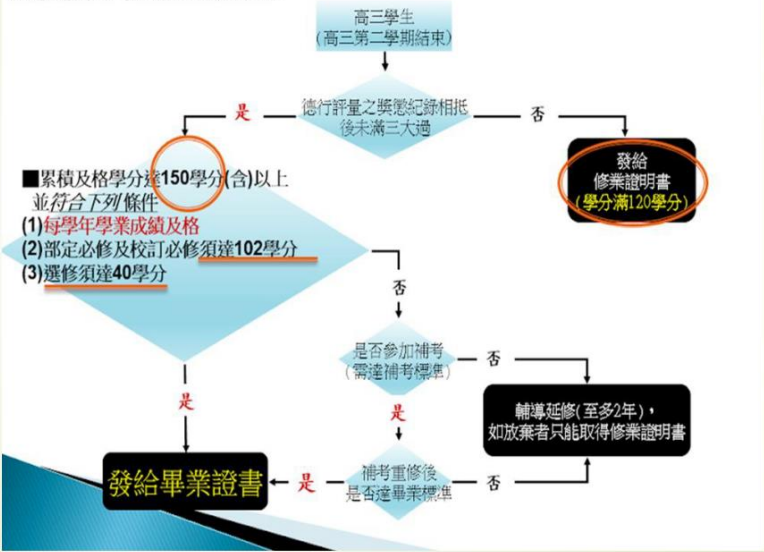 高三學生
(高三第二學期結束)
德行評量之獎懲紀錄相抵
後未滿三大過
是
否
發給
修業證明書
(學分滿120學分)
■累積及格學分達150學分(含)以上
並符合下列條件
(1)每學年學業成績及格
(2)部定必修及校訂必修須達102學分
(3)選修須達40學分
否
是否參加補考
(需達補考標準)
否
是
是
輔導延修(至多2年)，
如放棄者只能取得修業證明書
補考重修後
是否達畢業標準
是
否
發給畢業證書